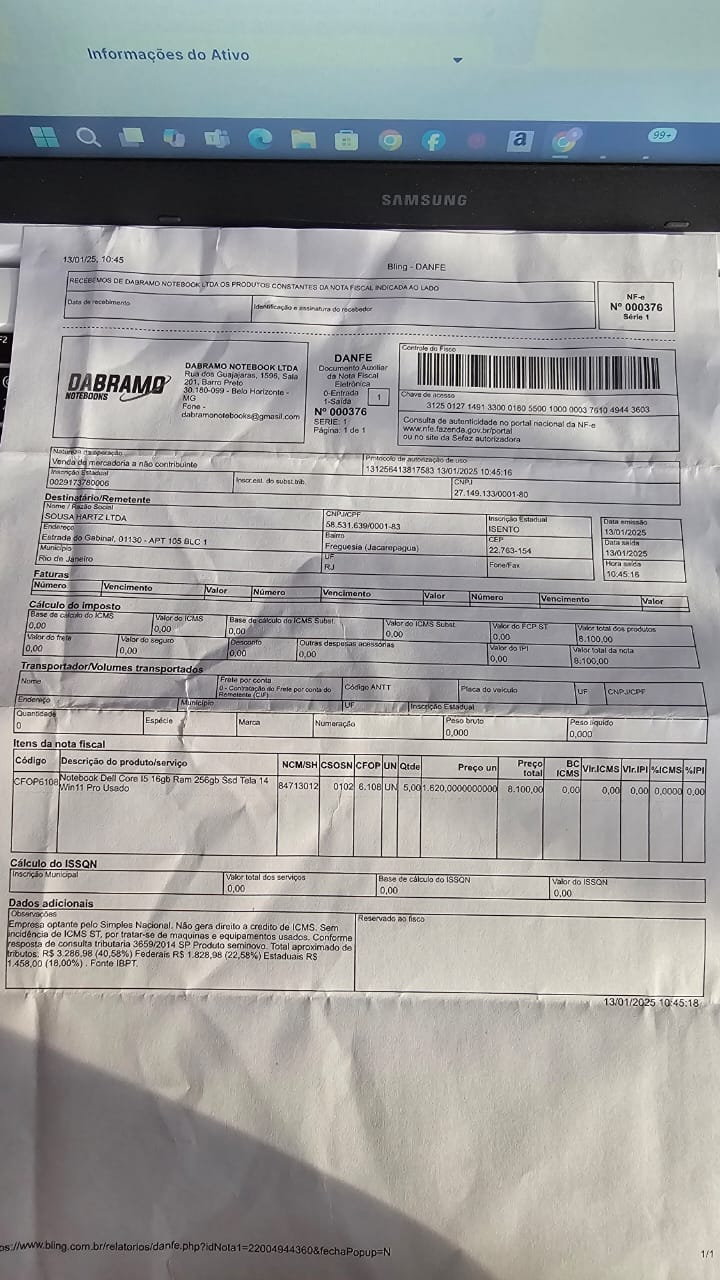 Informações do Ativo
a
99+
SAMSUNG
13/01/25, 10:45
Bling - DANFE
RECEBEMOS DE DABRAMO NOTEBOOK LTDA OS PRODUTOS CONSTANTES DA NOTA FISCAL INDICADA AO LADO
Data de recebimento
Identificação e assinatura do recebedor
NF-e
Nº 000376
Série 1
DABRAMO
NOTEBOOKS
DABRAMO NOTEBOOK LTDA
Rua dos Guajajaras, 1596, Sala
201, Barro Preto
30.180-099 - Belo Horizonte -
MG
Fone -
dabramonotebooks@gmasil.com
DANFE
Documento Auxiliar
da Nota Fiscal
Eletrônica
0-Entrada
1-Saída
1
Nº 000376
SERIE: 1
Página: 1 de 1
Controle do Fisco
Chave de acesso
3125 0127 1491 3300 0180 5500 1000 0003 7610 4944 3603
Consulta de autenticidade no portal nacional da NF-e
www.nfe.fazenda.gov.br/portal
ou no site da Sefaz autorizadora
Natureza da operação
Venda de mercadoria a não contribuinte
Protocolo de autorização de uso
131256413817583 13/01/2025 10:45:16
Inscrição Estadual
0029173780006
Inscr.est. do subst.trib.
CNPJ
27.149.133/0001-80
Destinatário/Remetente
Nome / Razão Social
SOUSA HARTZ LTDA
CNPJ/CPF
58.531.639/0001-83
Inscrição Estadual
ISENTO
Data emissão
13/01/2025
Endereço
Estrada do Gabinal, 01130 - APT 105 BLC 1
Bairro
Freguesia (Jacarepagua)
CEP
22.763-154
Data saída
13/01/2025
Município
Rio de Janeiro
UF
RJ
Fone/Fax
Hora saída
10:45:16
Faturas
Número Vencimento Valor Número Vencimento Valor Número Vencimento Valor
Cálculo do imposto
Base de cálculo do ICMS
0,00
Valor do ICMS
0,00
Base de cálculo do ICMS Subst.
0,00
Valor do ICMS Subst.
0,00
Valor do FCP ST
0,00
Valor total dos produtos
8.100,00
Valor do frete
0,00
Valor do seguro
0,00
Desconto
0,00
Outras despesas acessórias
0,00
Valor do IPI
0,00
Valor total da nota
8.100,00
Transportador/Volumes transportados
Nome
Frete por conta
0 - Contratação do Frete por conta do
Remetente (CIF)
Código ANTT
Placa do veículo
UF
CNPJ/CPF
Endereço
Município
UF
Inscrição Estadual
Quantidade
0
Espécie
Marca
Numeração
Peso bruto
0,000
Peso líquido
0,000
Itens da nota fiscal
Código Descrição do produto/serviço NCM/SH CSOSN CFOP UN Qtde Preço un Preço total BC ICMS Vlr.ICMS Vlr.IPI %ICMS %IPI
CFOP6108 Notebook Dell Core I5 16gb Ram 256gb Ssd Tela 14 84713012 0102 6.108 UN 5,00 1.620,0000000000 8.100,00 0,00 0,00 0,00 0,0000 0,00
Win11 Pro Usado
Cálculo do ISSQN
Inscrição Municipal
Valor total dos serviços
0,00
Base de cálculo do ISSQN
0,00
Valor do ISSQN
0,00
Dados adicionais
Observações
Empresa optante pelo Simples Nacional. Não gera direito a credito de ICMS. Sem
incidência de ICMS ST, por tratar-se de maquinas e equipamentos usados. Conforme
resposta de consulta tributaria 3659/2014 SP Produto seminovo. Total aproximado de
tributos: R$ 3.286,98 (40,58%) Federais R$ 1.828,98 (22,58%) Estaduais R$
1.458,00 (18,00%) . Fonte IBPT.
Reservado ao fisco
13/01/2025 10:45:18
ps://www.bling.com.br/relatorios/danfe.php?idNota1=22004944360&fechaPopup=N
1/1